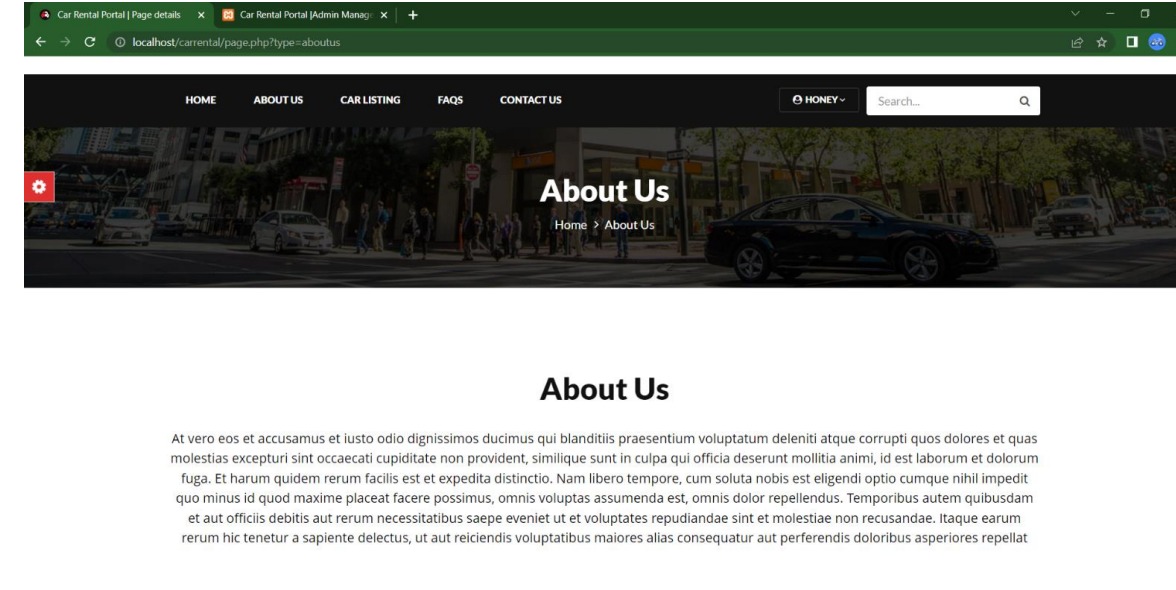 Car Rental Portal | Page details
Car Rental Portal |Admin Manage
localhost/carrental/page.php?type=aboutus
HOME ABOUT US CAR LISTING FAQS CONTACT US HONEY Search...
About Us
Home > About Us
About Us
At vero eos et accusamus et iusto odio dignissimos ducimus qui blanditiis praesentium voluptatum deleniti atque corrupti quos dolores et quas
molestias excepturi sint occaecati cupiditate non provident, similique sunt in culpa qui officia deserunt mollitia animi, id est laborum et dolorum
fuga. Et harum quidem rerum facilis est et expedita distinctio. Nam libero tempore, cum soluta nobis est eligendi optio cumque nihil impedit
quo minus id quod maxime placeat facere possimus, omnis voluptas assumenda est, omnis dolor repellendus. Temporibus autem quibusdam
et aut officiis debitis aut rerum necessitatibus saepe eveniet ut et voluptates repudiandae sint et molestiae non recusandae. Itaque earum
rerum hic tenetur a sapiente delectus, ut aut reiciendis voluptatibus maiores alias consequatur aut perferendis doloribus asperiores repellat